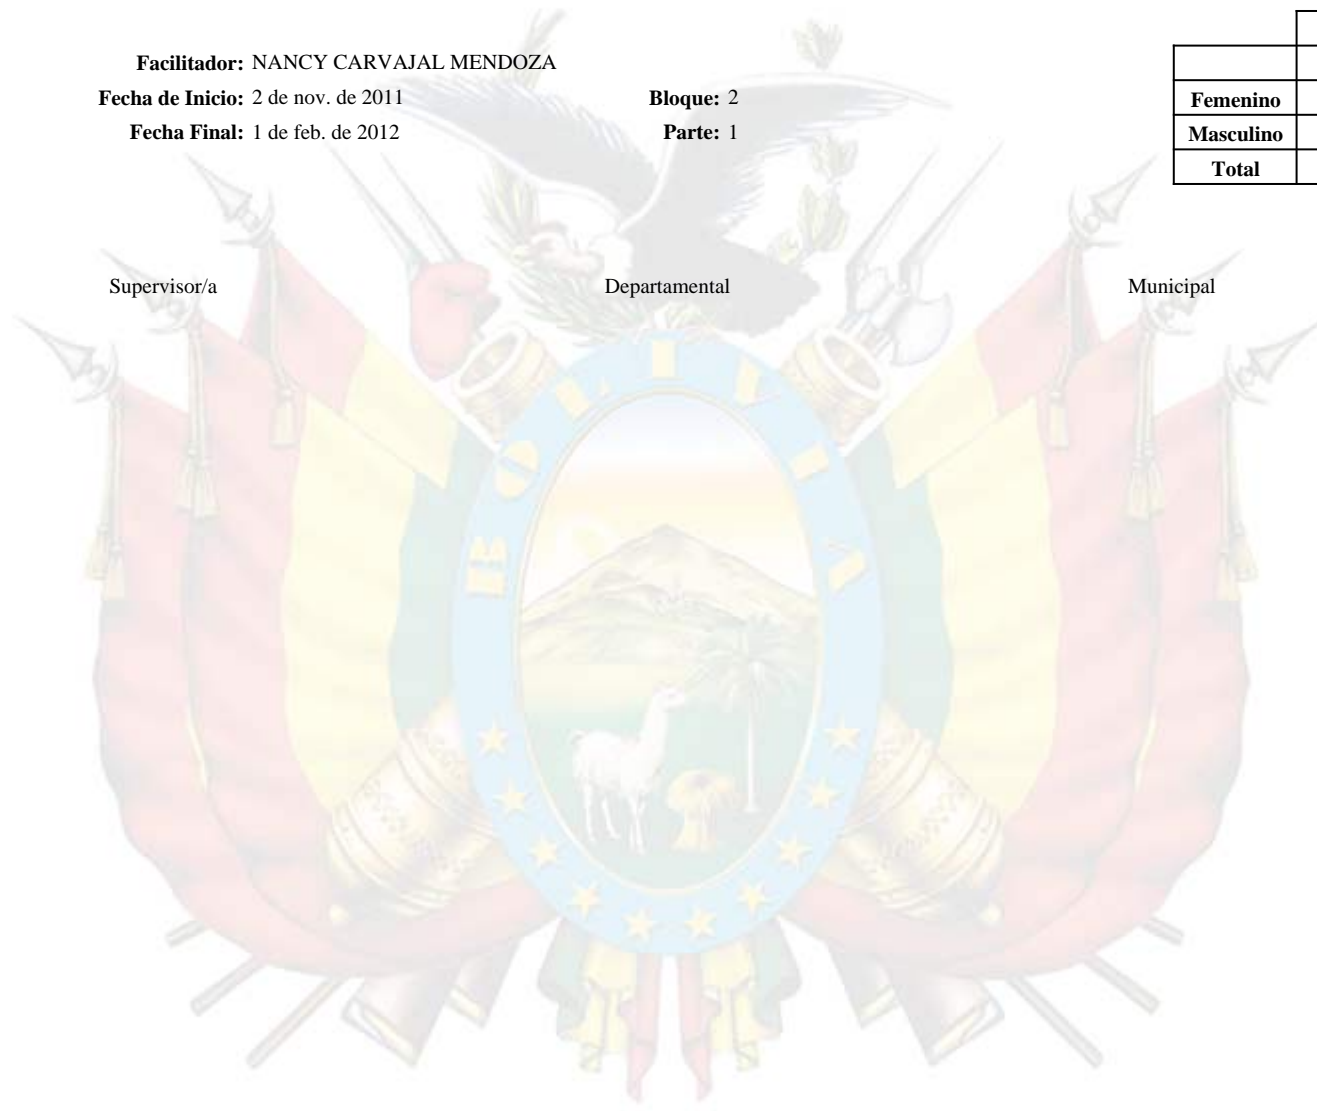 Facilitador: NANCY CARVAJAL MENDOZA
Fecha de Inicio: 2 de nov. de 2011 Bloque: 2
Fecha Final: 1 de feb. de 2012 Parte: 1
Femenino
Masculino
Total
Supervisor/a Departamental Municipal
BOLIVIA